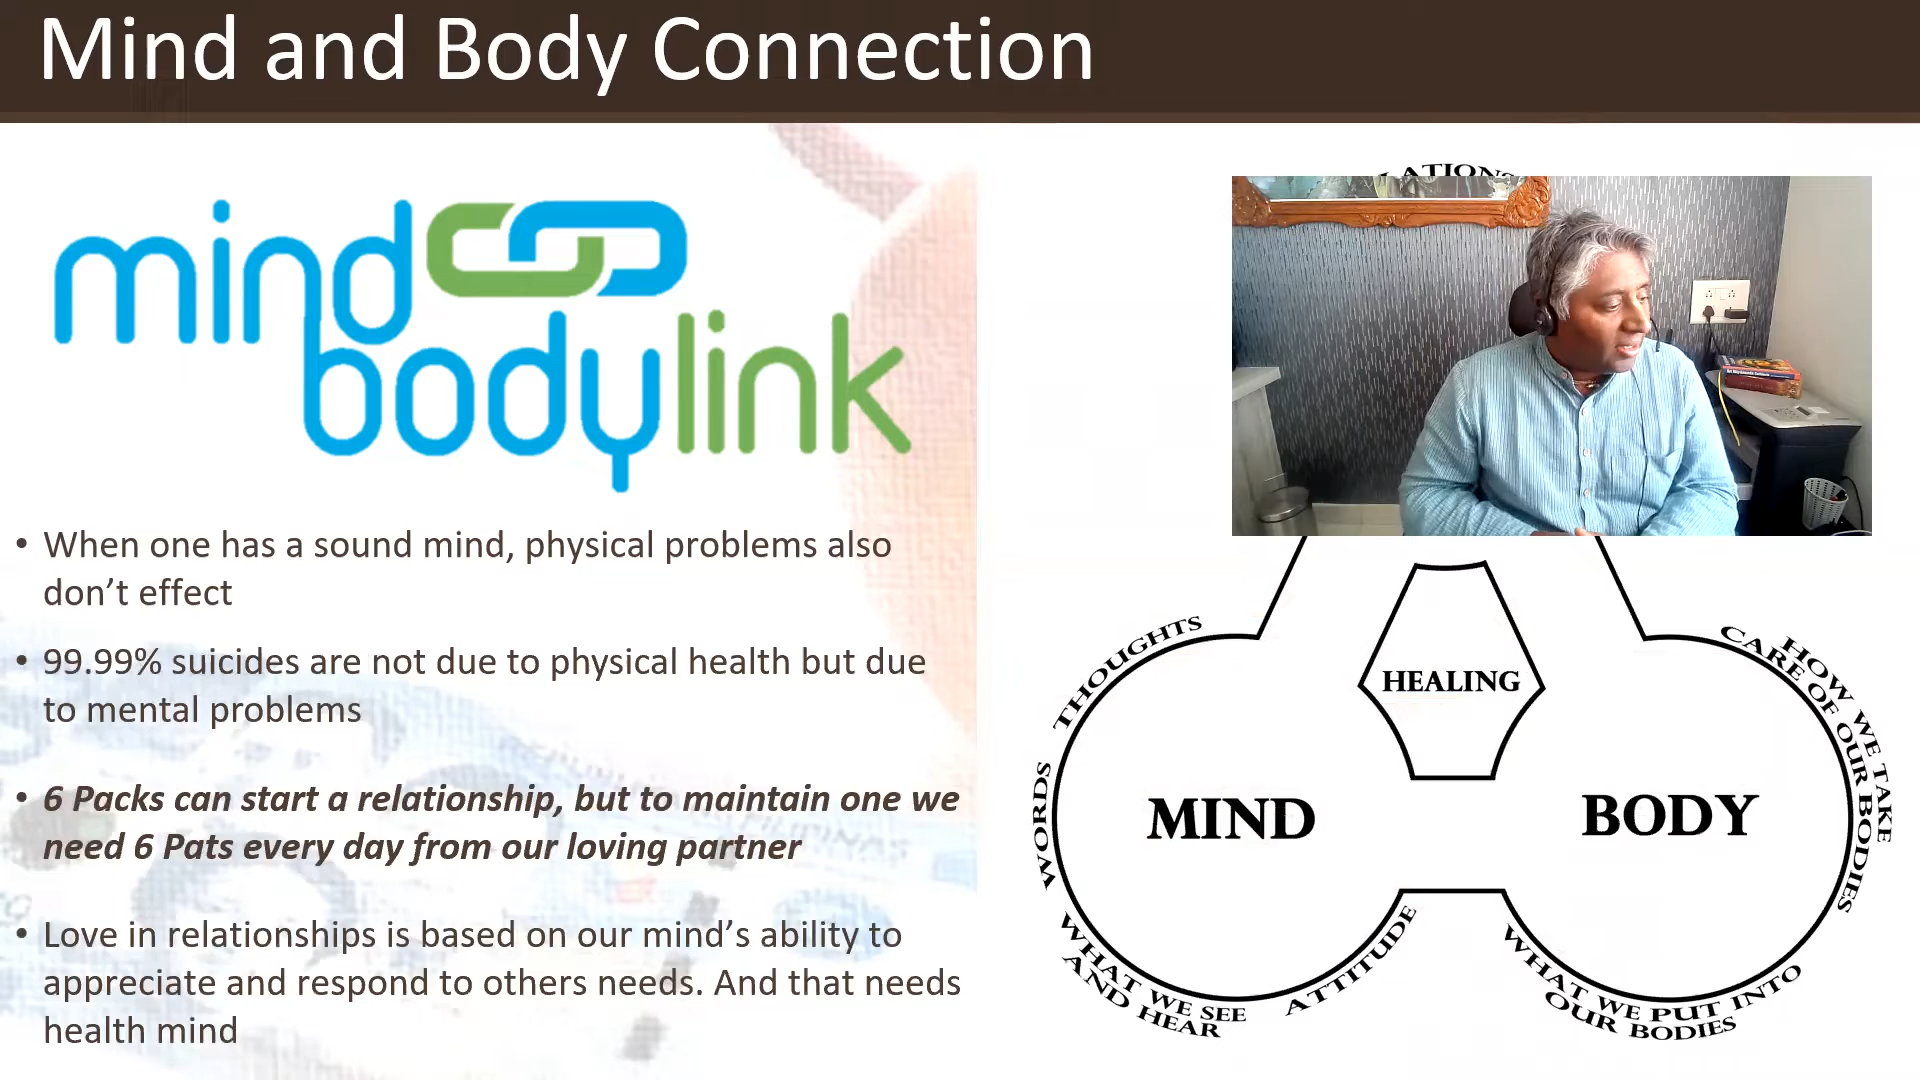 Mind and Body Connection
mind
bodylink
• When one has a sound mind, physical problems also
don’t effect
• 99.99% suicides are not due to physical health but due
to mental problems
• 6 Packs can start a relationship, but to maintain one we
need 6 Pats every day from our loving partner
• Love in relationships is based on our mind’s ability to
appreciate and respond to others needs. And that needs
health mind
HEALING
MIND
BODY
THOUGHTS
WORDS
WHAT WE SEE
AND HEAR
ATTITUDE
HOW WE TAKE
CARE OF OUR BODIES
WHAT WE PUT INTO
OUR BODIES